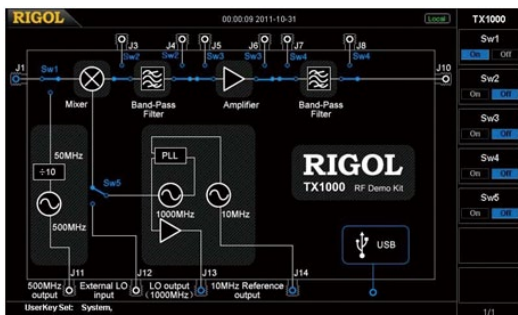 RIGOL
00:00:09 2011-10-31
Local
TX1000
Sw1
On Off
Sw2
On Off
Sw3
On Off
Sw4
On Off
Sw5
On Off
J1
Sw1
J3
Sw2
J4
Sw2
J5
Sw3
J6
Sw3
J7
Sw4
J8
Sw4
J10
Mixer
Band-Pass
Filter
Amplifier
Band-Pass
Filter
50MHz
÷10
500MHz
Sw5
PLL
1000MHz
10MHz
RIGOL
TX1000 RF Demo Kit
USB
J11
J12
J13
J14
500MHz
output
External LO
input
LO output
(1000MHz)
10MHz Reference
output
UserKey Set: System,
1/1